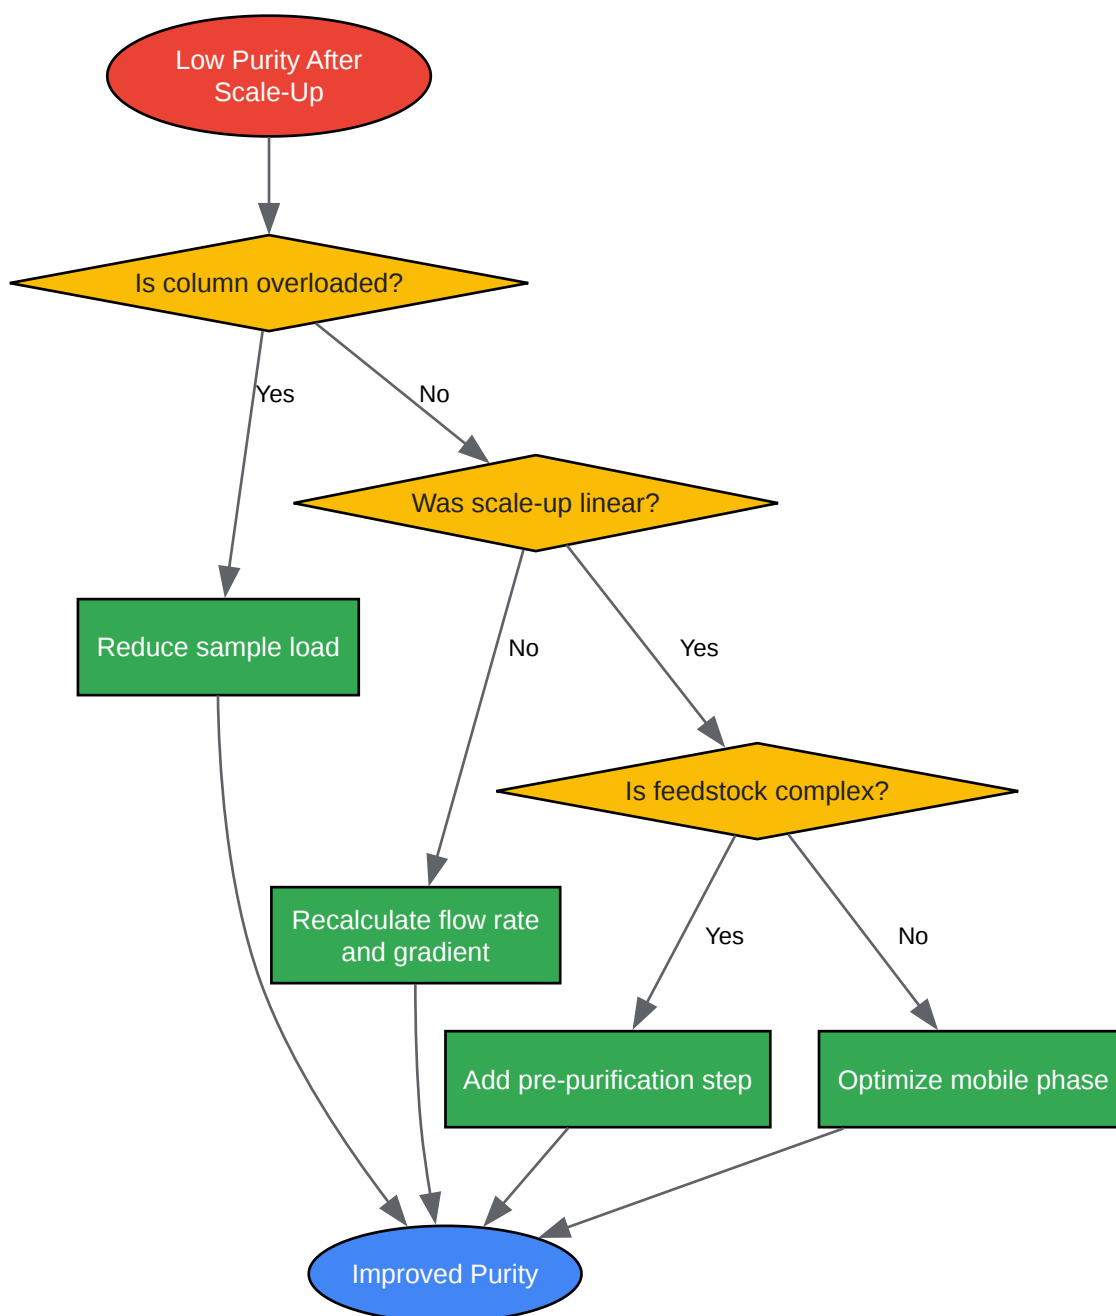 Low Purity After
Scale-Up
Is column overloaded?
Yes
No
Was scale-up linear?
Reduce sample load
No
Yes
Is feedstock complex?
Recalculate flow rate
and gradient
Yes
No
Add pre-purification step
Optimize mobile phase
Improved Purity